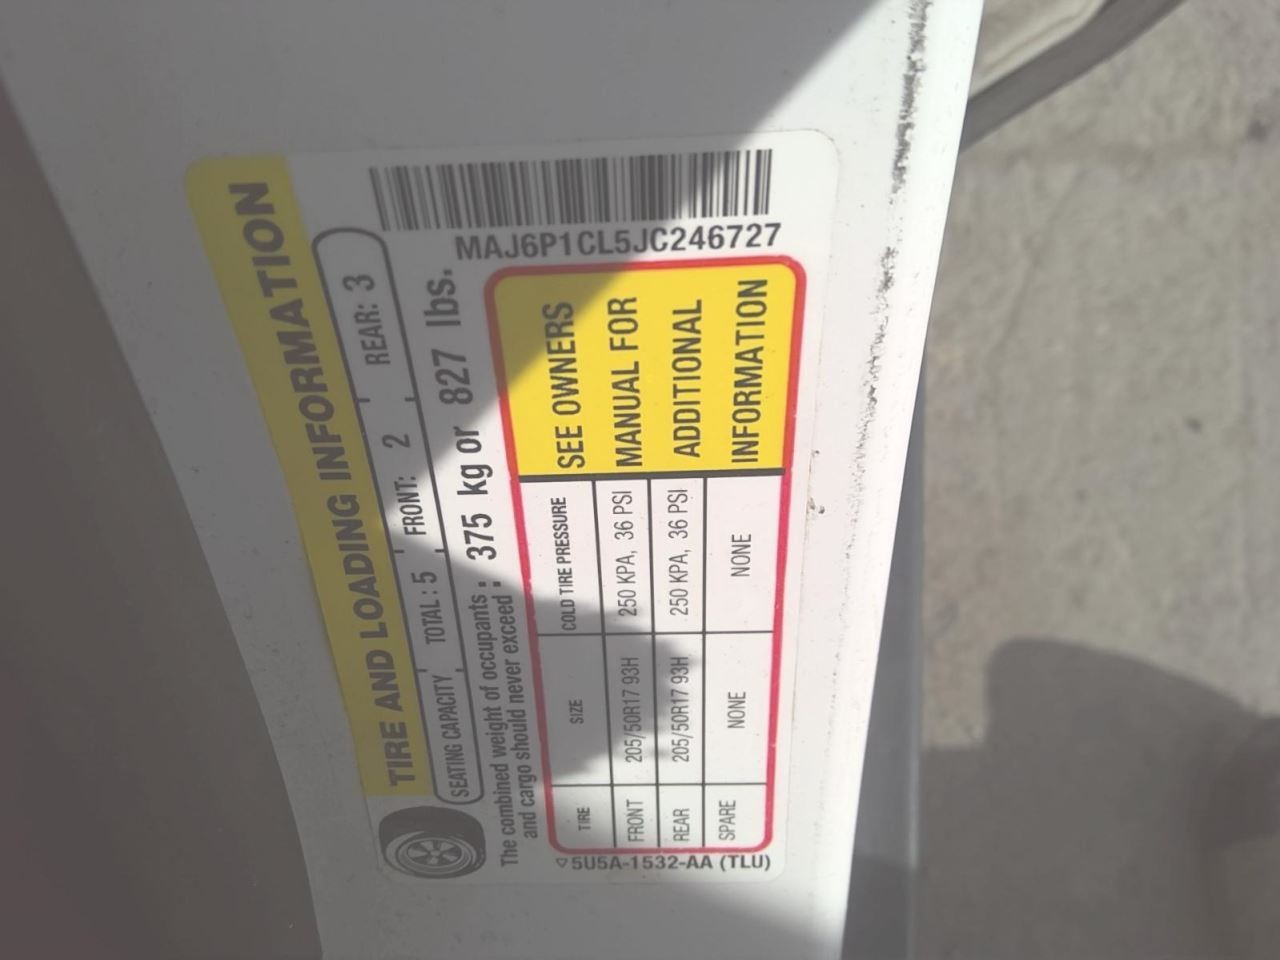 TIRE AND LOADING INFORMATION
SEATING CAPACITY TOTAL: 5 FRONT: 2 REAR: 3
The combined weight of occupants
and cargo should never exceed : 375 kg or 827 lbs.
MAJ6P1CL5JC246727
TIRE SIZE COLD TIRE PRESSURE
FRONT 205/50R17 93H 250 KPA, 36 PSI
REAR 205/50R17 93H 250 KPA, 36 PSI
SPARE NONE NONE
SEE OWNERS
MANUAL FOR
ADDITIONAL
INFORMATION
5U5A-1532-AA (TLU)